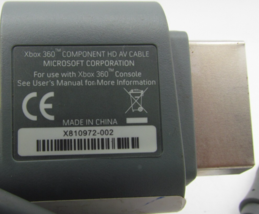 Xbox 360™ COMPONENT HD AV CABLE
MICROSOFT CORPORATION
For use with Xbox 360™ Console
See User's Manual for More Information
MADE IN CHINA
X810972-002